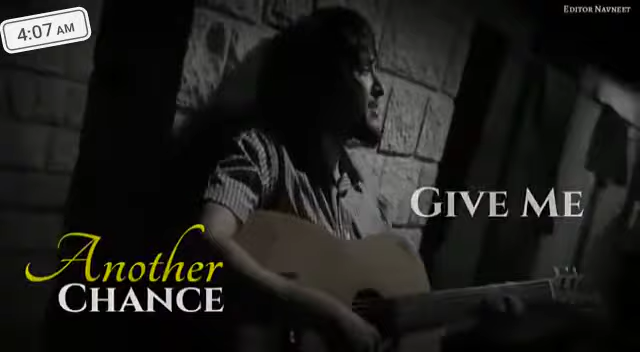 4:07 AM
EDITOR NAVNEET
GIVE ME
Another
CHANCE